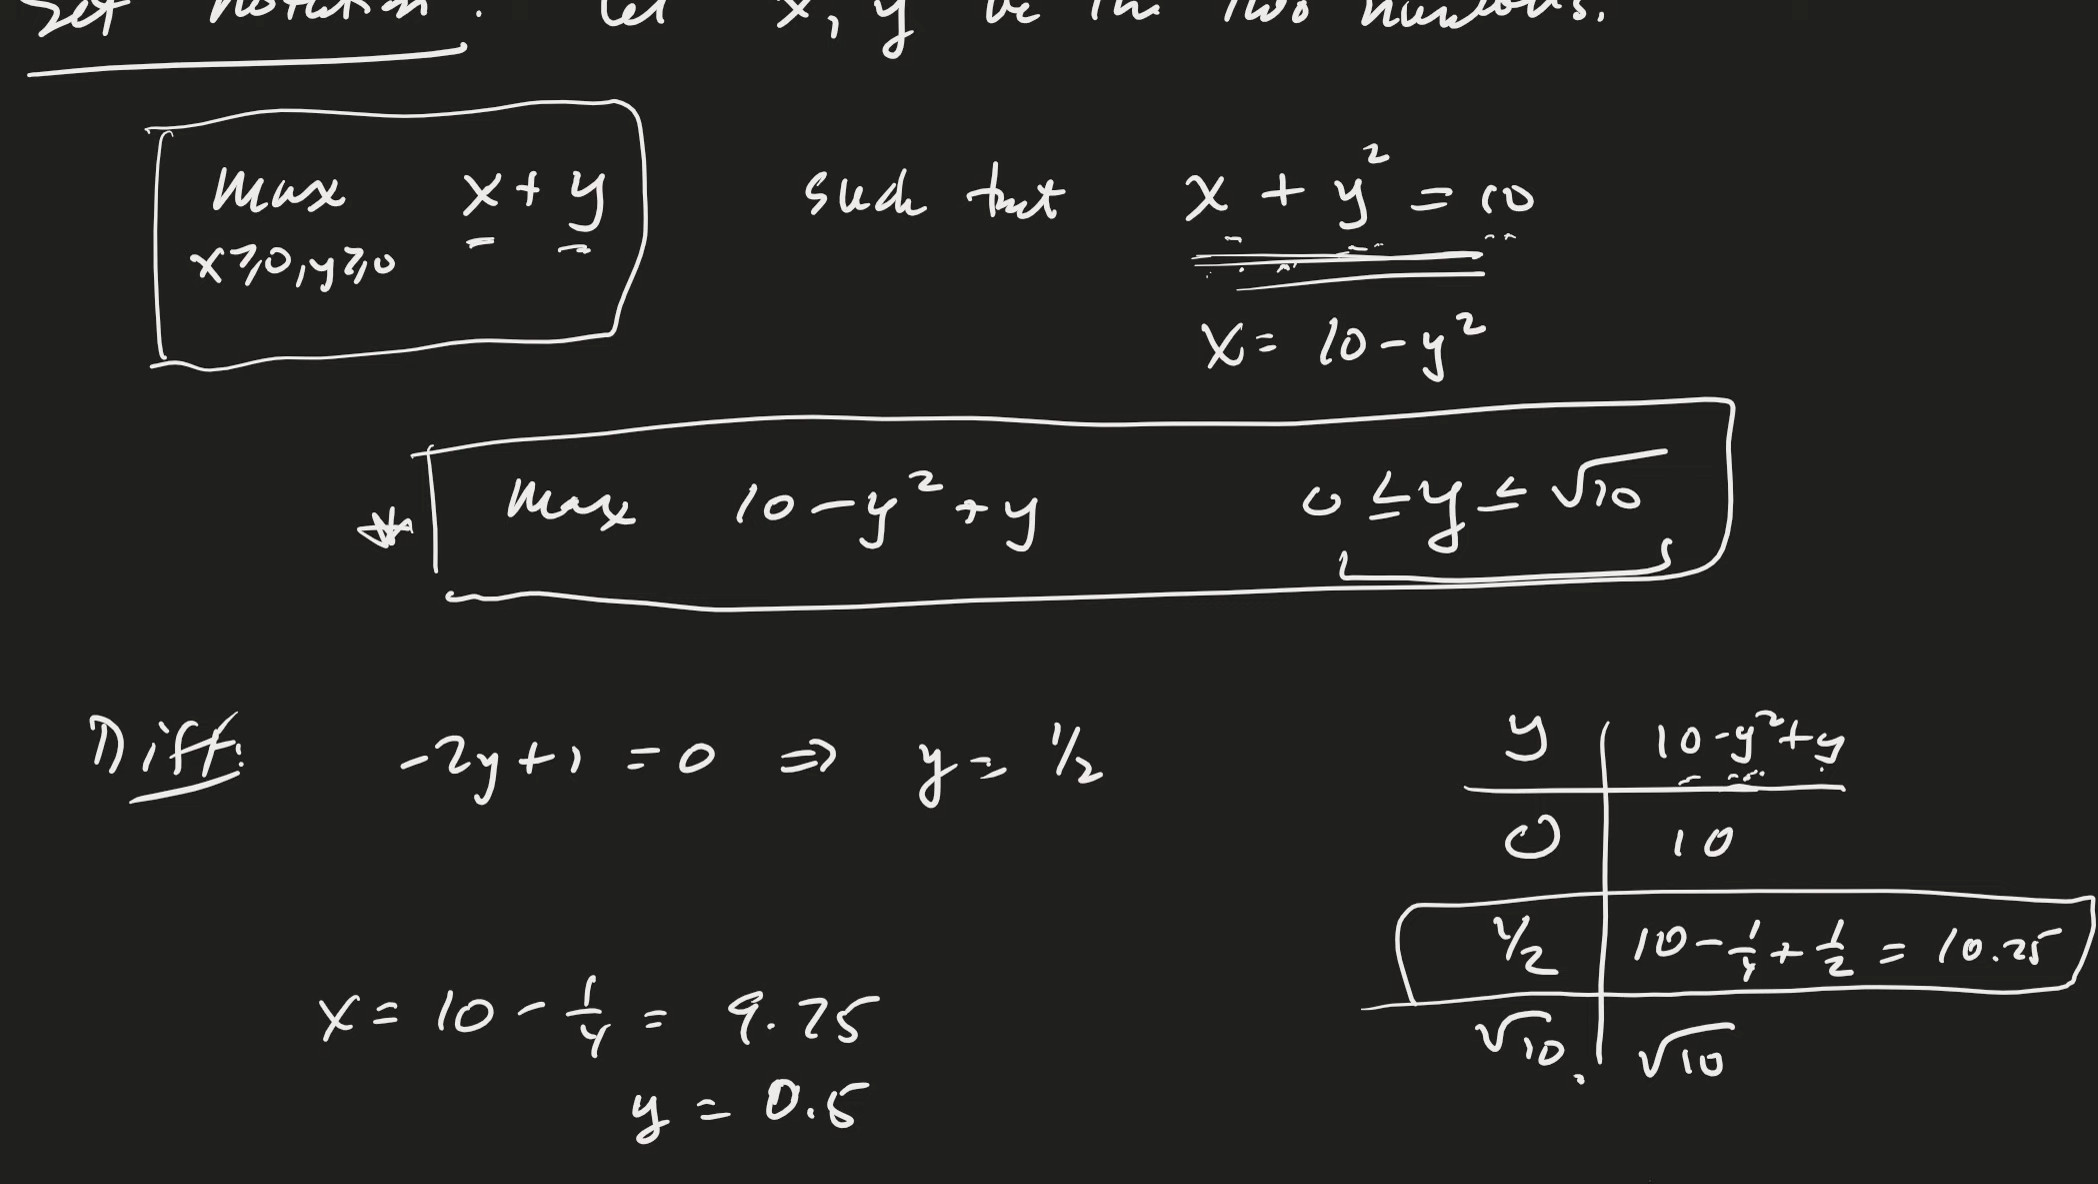 Set notation: Let x, y be the two numbers.
max x + y such that x + y² = 10
x ≥ 0, y ≥ 0
x = 10 - y²
* max 10 - y² + y 0 ≤ y ≤ √10
Diff: -2y + 1 = 0 ⇒ y = 1/2
y | 10 - y² + y
0 | 10
1/2 | 10 - 1/4 + 1/2 = 10.25
√10 | √10
x = 10 - 1/4 = 9.75
y = 0.5